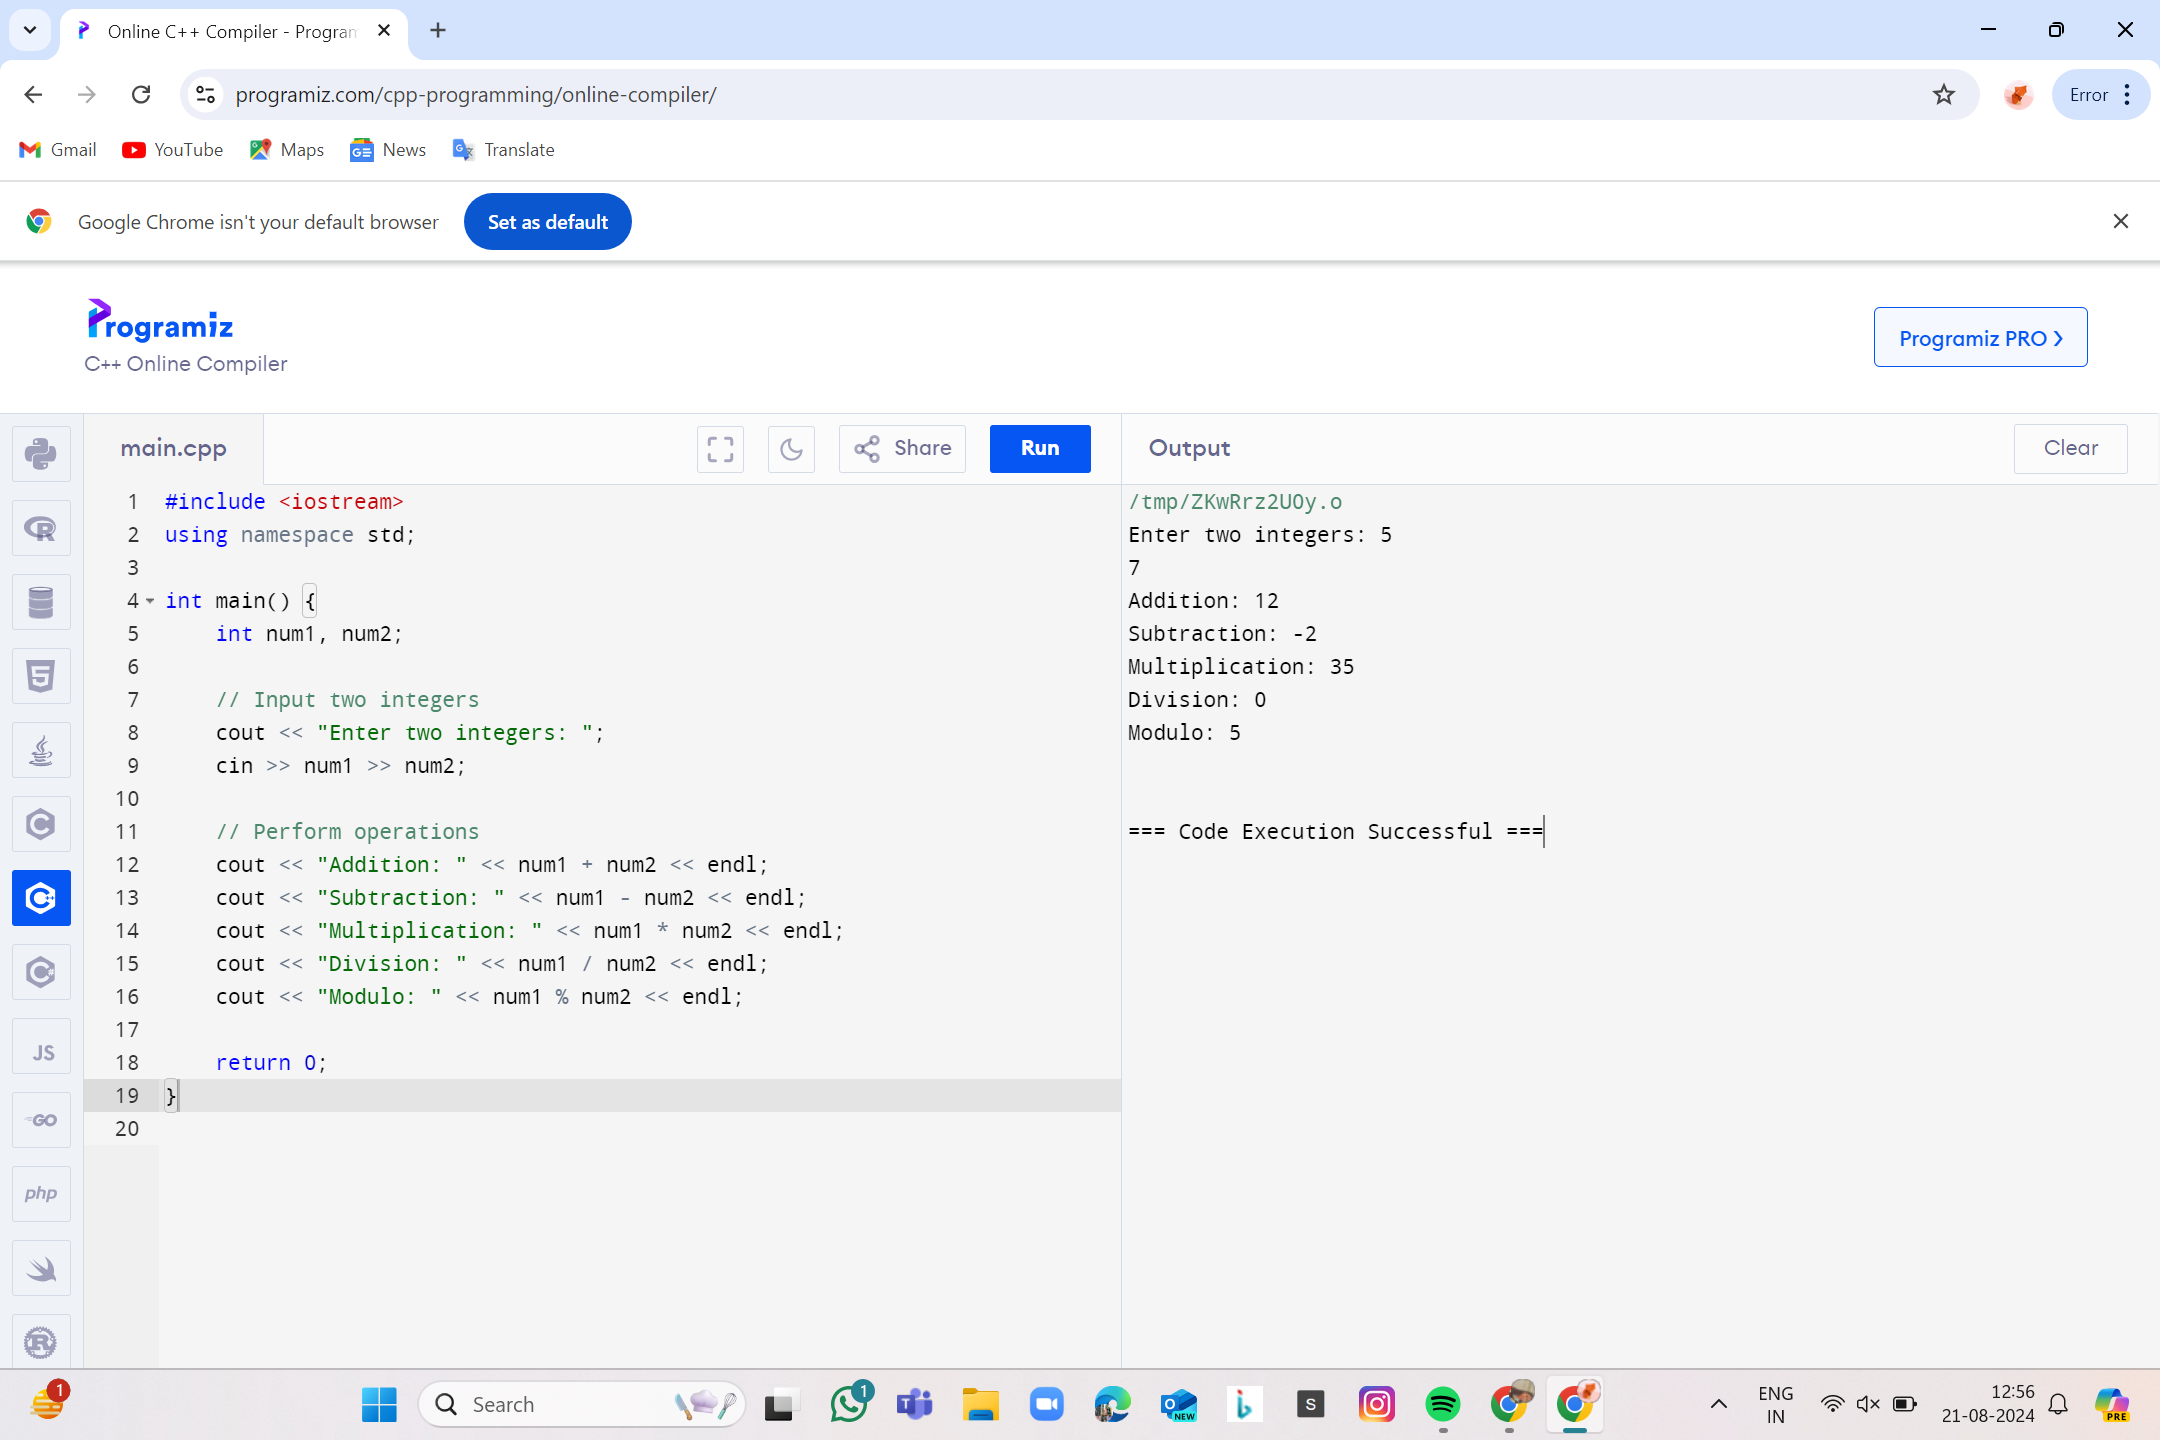 Online C++ Compiler - Program
programiz.com/cpp-programming/online-compiler/
Error
Gmail
YouTube
Maps
News
Translate
Google Chrome isn't your default browser
Set as default
Programiz
C++ Online Compiler
Programiz PRO >
main.cpp
Share
Run
Output
Clear
1 #include <iostream>
2 using namespace std;
3
4 int main() {
5     int num1, num2;
6
7     // Input two integers
8     cout << "Enter two integers: ";
9     cin >> num1 >> num2;
10
11     // Perform operations
12     cout << "Addition: " << num1 + num2 << endl;
13     cout << "Subtraction: " << num1 - num2 << endl;
14     cout << "Multiplication: " << num1 * num2 << endl;
15     cout << "Division: " << num1 / num2 << endl;
16     cout << "Modulo: " << num1 % num2 << endl;
17
18     return 0;
19 }
20
/tmp/ZKwRrz2UOy.o
Enter two integers: 5
7
Addition: 12
Subtraction: -2
Multiplication: 35
Division: 0
Modulo: 5
=== Code Execution Successful ===
JS
GO
php
1
Search
1
NEW
S
ENG
IN
12:56
21-08-2024
PRE